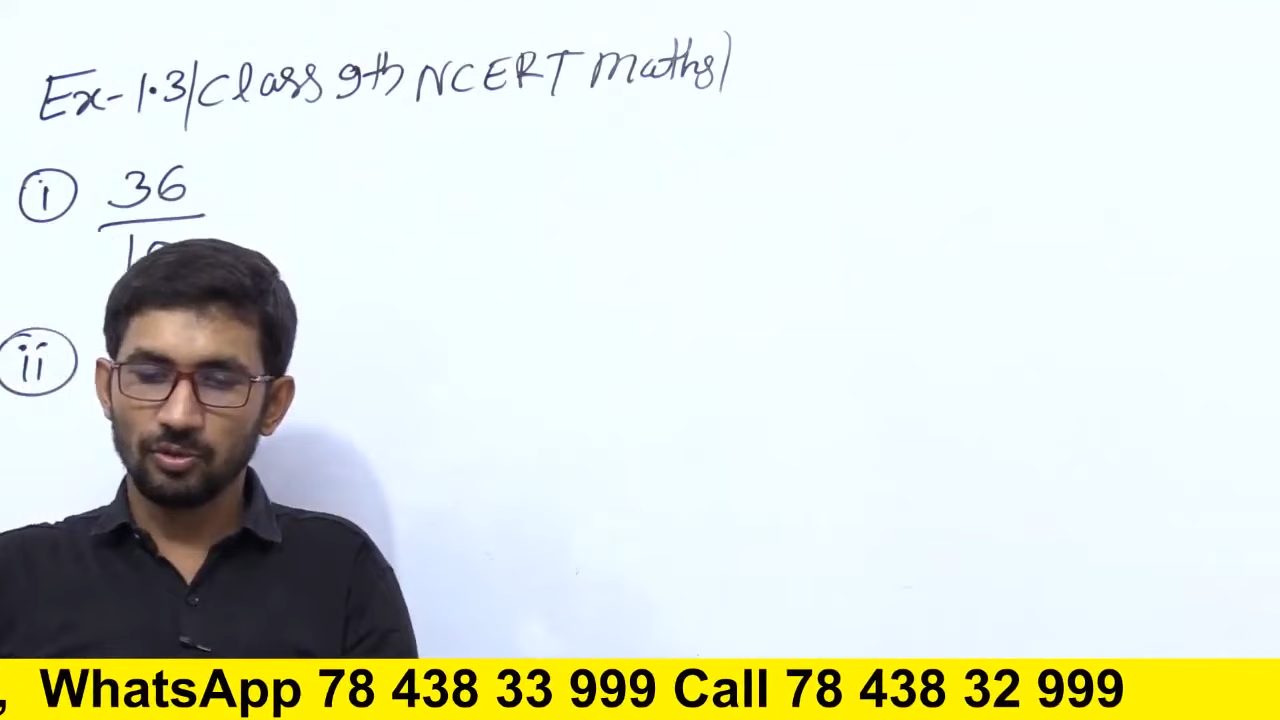 Ex-1.3/Class 9th NCERT Maths)
i 36
ii
WhatsApp 78 438 33 999 Call 78 438 32 999